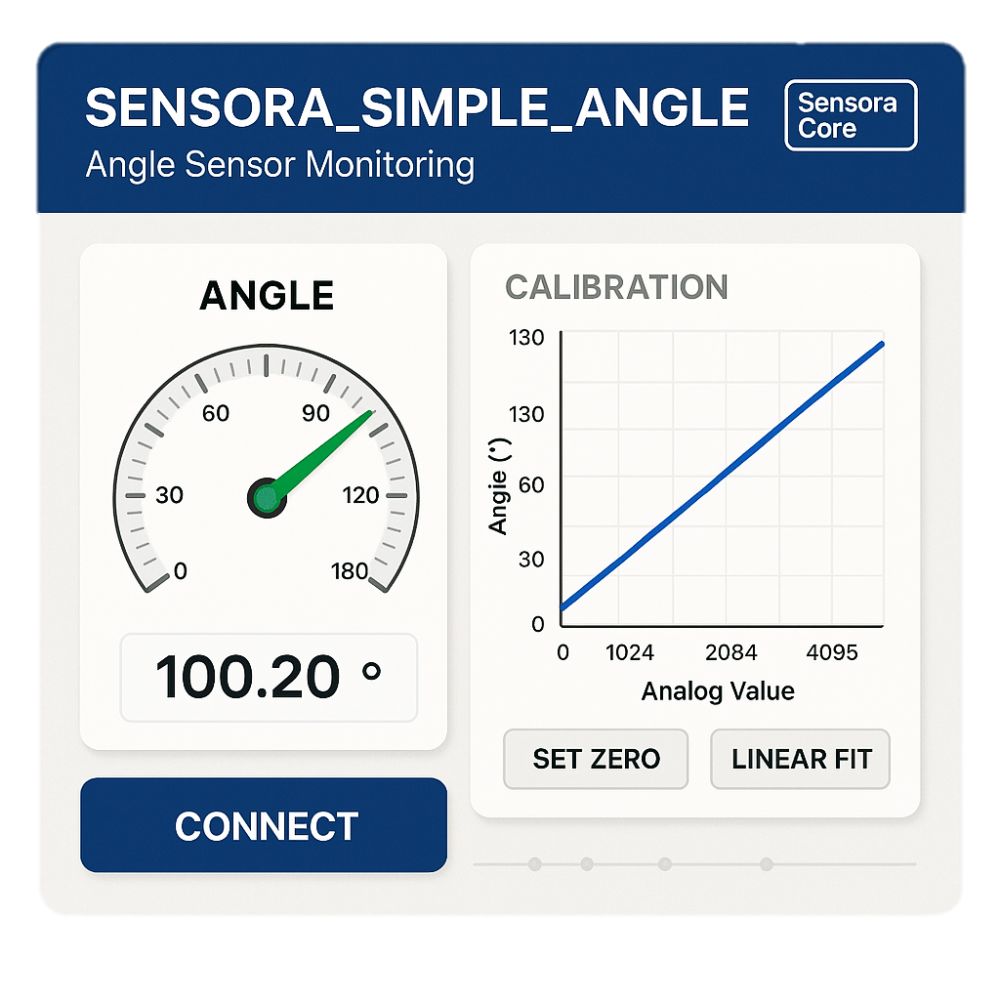 SENSORA_SIMPLE_ANGLE
Angle Sensor Monitoring
Sensora
Core
ANGLE
60
90
30
120
0
180
100.20 °
CONNECT
CALIBRATION
130
130
60
30
0
Angie (°)
0
1024
2084
4095
Analog Value
SET ZERO
LINEAR FIT